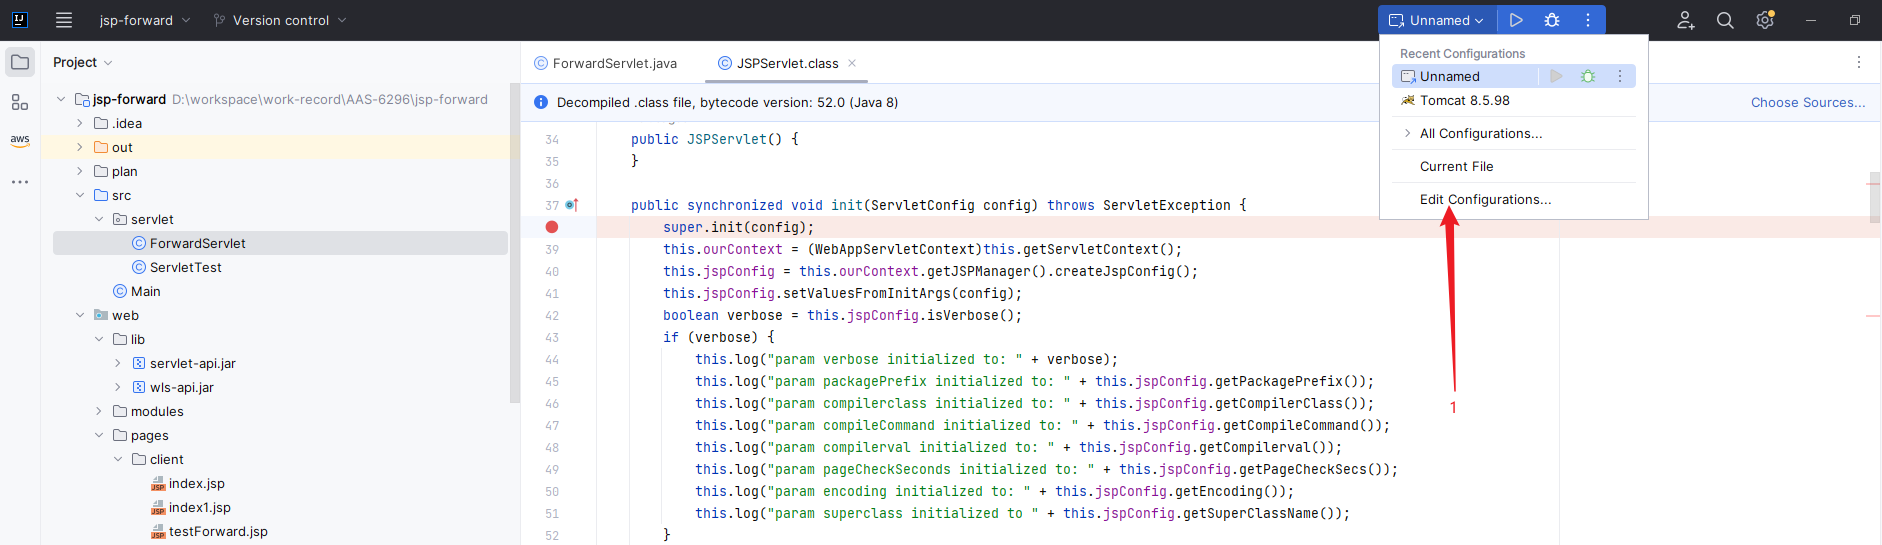 jsp-forward
Version control
Unnamed
Project
ForwardServlet.java
JSPServlet.class
Recent Configurations
Unnamed
Tomcat 8.5.98
All Configurations...
Current File
Edit Configurations...
1
aws
jsp-forward D:\workspace\work-record\AAS-6296\jsp-forward
.idea
out
plan
src
servlet
ForwardServlet
ServletTest
Main
web
lib
servlet-api.jar
wls-api.jar
modules
pages
client
JSP index.jsp
JSP index1.jsp
JSP testForward.jsp
Decompiled .class file, bytecode version: 52.0 (Java 8)
Choose Sources...
34 public JSPServlet() {
35 }
36
37 public synchronized void init(ServletConfig config) throws ServletException {
super.init(config);
39 this.ourContext = (WebAppServletContext)this.getServletContext();
40 this.jspConfig = this.ourContext.getJSPManager().createJspConfig();
41 this.jspConfig.setValuesFromInitArgs(config);
42 boolean verbose = this.jspConfig.isVerbose();
43 if (verbose) {
44 this.log("param verbose initialized to: " + verbose);
45 this.log("param packagePrefix initialized to: " + this.jspConfig.getPackagePrefix());
46 this.log("param compilerclass initialized to: " + this.jspConfig.getCompilerClass());
47 this.log("param compileCommand initialized to: " + this.jspConfig.getCompileCommand());
48 this.log("param compilerval initialized to: " + this.jspConfig.getCompilerval());
49 this.log("param pageCheckSeconds initialized to: " + this.jspConfig.getPageCheckSecs());
50 this.log("param encoding initialized to: " + this.jspConfig.getEncoding());
51 this.log("param superclass initialized to " + this.jspConfig.getSuperClassName());
52 }